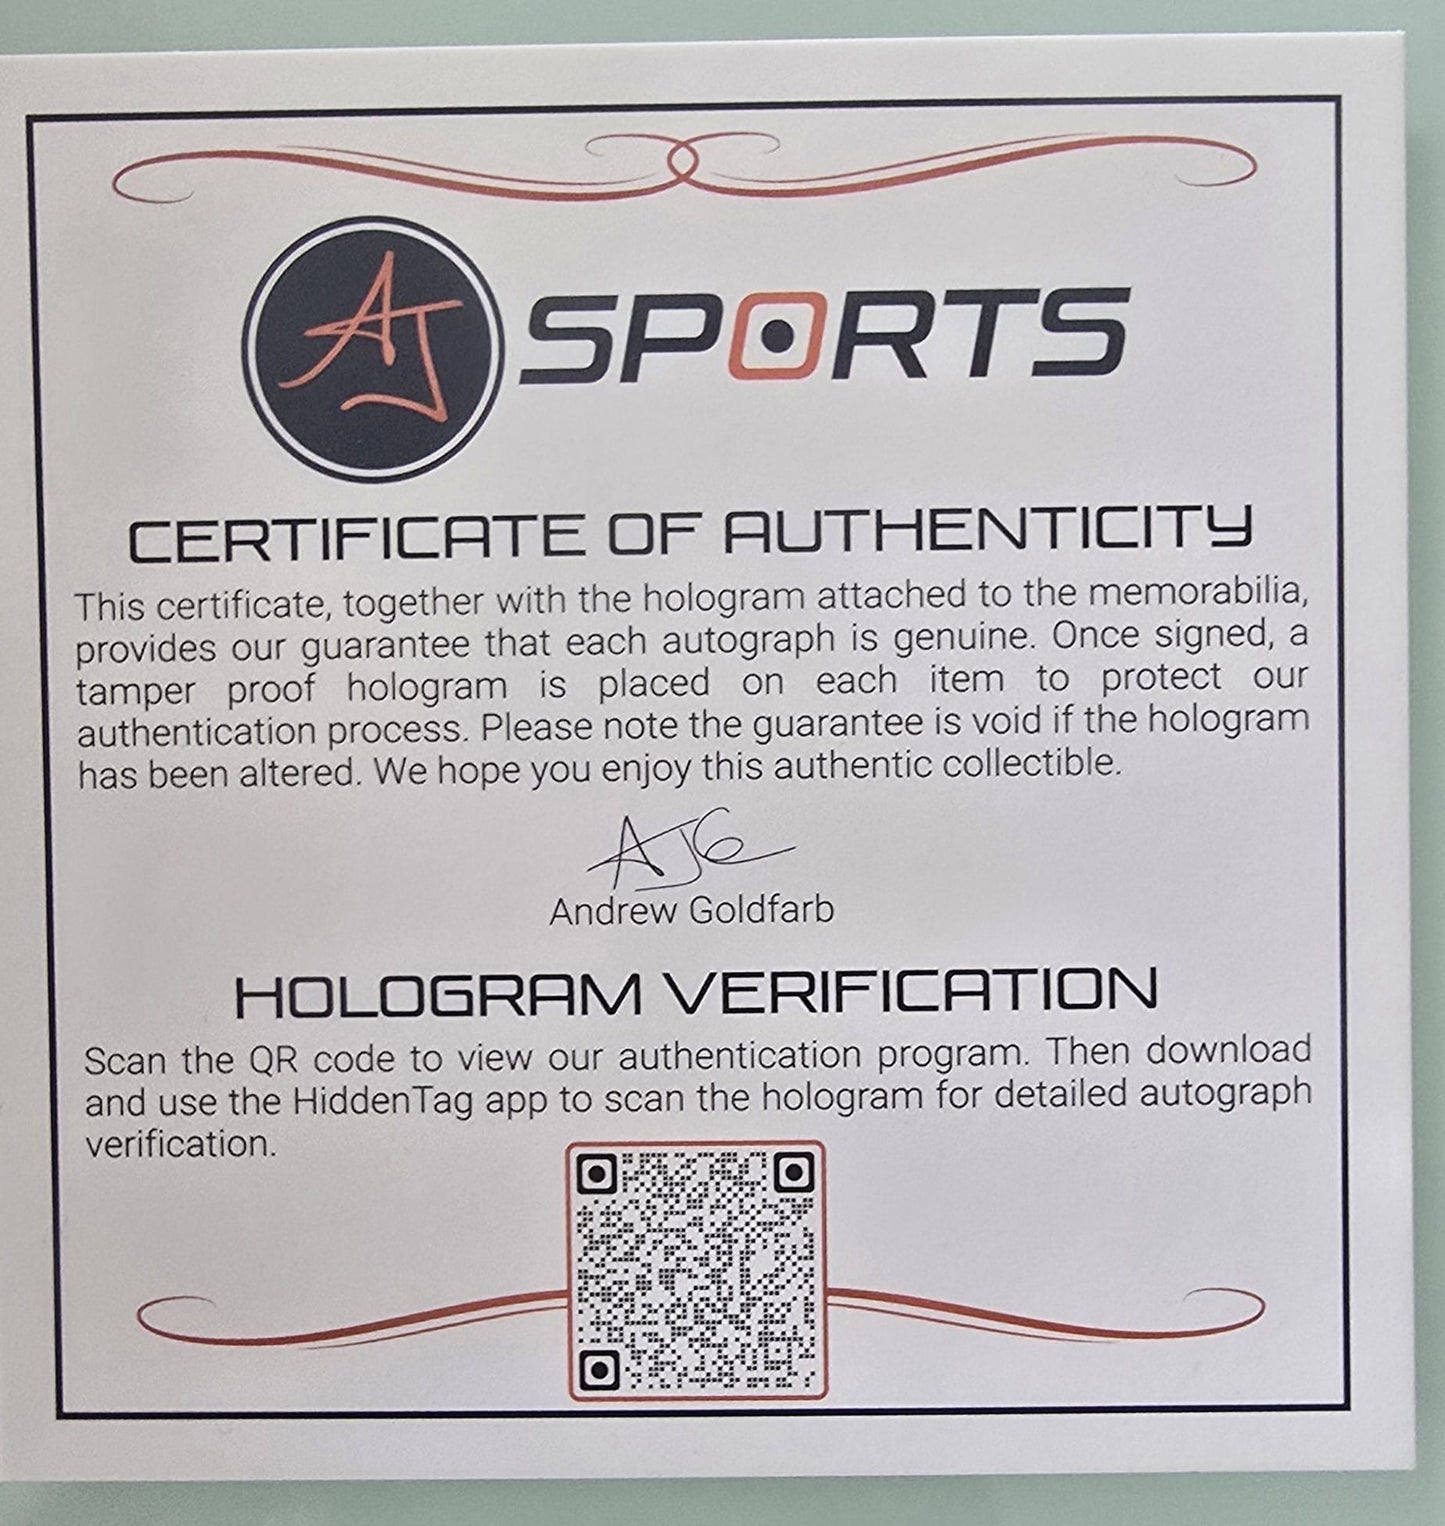 AJ SPORTS
CERTIFICATE OF AUTHENTICITY
This certificate, together with the hologram attached to the memorabilia,
provides our guarantee that each autograph is genuine. Once signed, a
tamper proof hologram is placed on each item to protect our
authentication process. Please note the guarantee is void if the hologram
has been altered. We hope you enjoy this authentic collectible.
AJG
Andrew Goldfarb
HOLOGRAM VERIFICATION
Scan the QR code to view our authentication program. Then download
and use the HiddenTag app to scan the hologram for detailed autograph
verification.